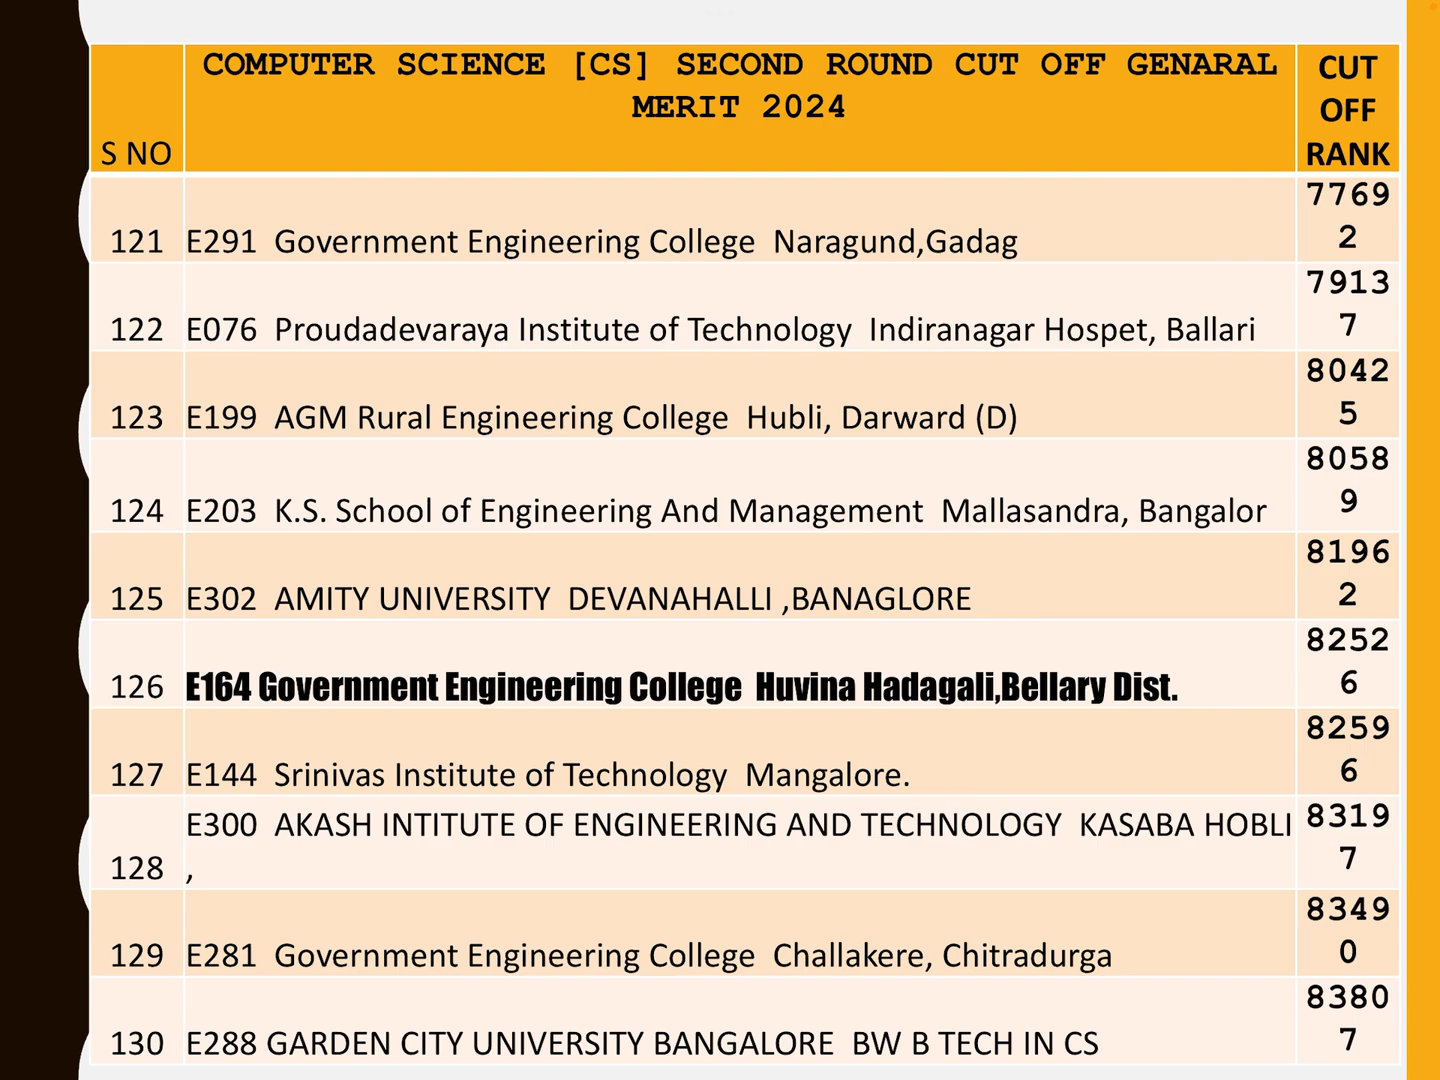 COMPUTER SCIENCE [CS] SECOND ROUND CUT OFF GENARAL
MERIT 2024
S NO
CUT
OFF
RANK
121 E291 Government Engineering College Naragund,Gadag
7769
2
122 E076 Proudadevaraya Institute of Technology Indiranagar Hospet, Ballari
7913
7
123 E199 AGM Rural Engineering College Hubli, Darward (D)
8042
5
124 E203 K.S. School of Engineering And Management Mallasandra, Bangalor
8058
9
125 E302 AMITY UNIVERSITY DEVANAHALLI ,BANAGLORE
8196
2
126 E164 Government Engineering College Huvina Hadagali,Bellary Dist.
8252
6
127 E144 Srinivas Institute of Technology Mangalore.
8259
6
E300 AKASH INTITUTE OF ENGINEERING AND TECHNOLOGY KASABA HOBLI
128 ,
8319
7
129 E281 Government Engineering College Challakere, Chitradurga
8349
0
130 E288 GARDEN CITY UNIVERSITY BANGALORE BW B TECH IN CS
8380
7